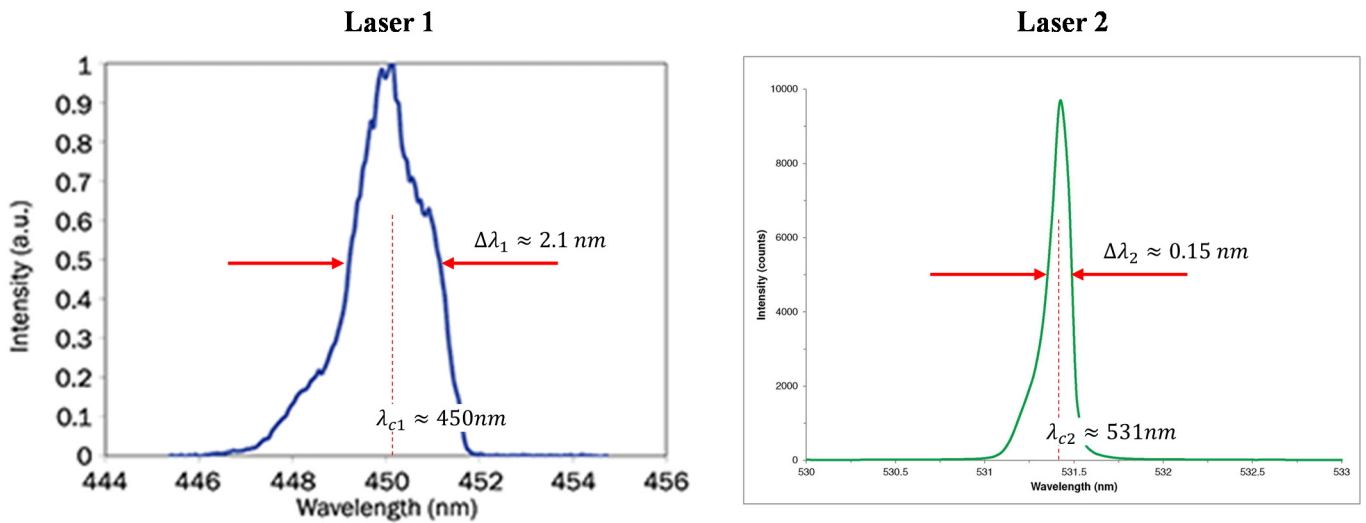 Laser 1
Intensity (a.u.)
1
0.9
0.8
0.7
0.6
0.5
0.4
0.3
0.2
0.1
0
444 446 448 450 452 454 456
Wavelength (nm)
Δλ₁ ≈ 2.1 nm
λ_c1 ≈ 450nm
Laser 2
Intensity (counts)
10000
8000
6000
4000
2000
0
530 530.5 531 531.5 532 532.5 533
Wavelength (nm)
Δλ₂ ≈ 0.15 nm
λ_c2 ≈ 531nm